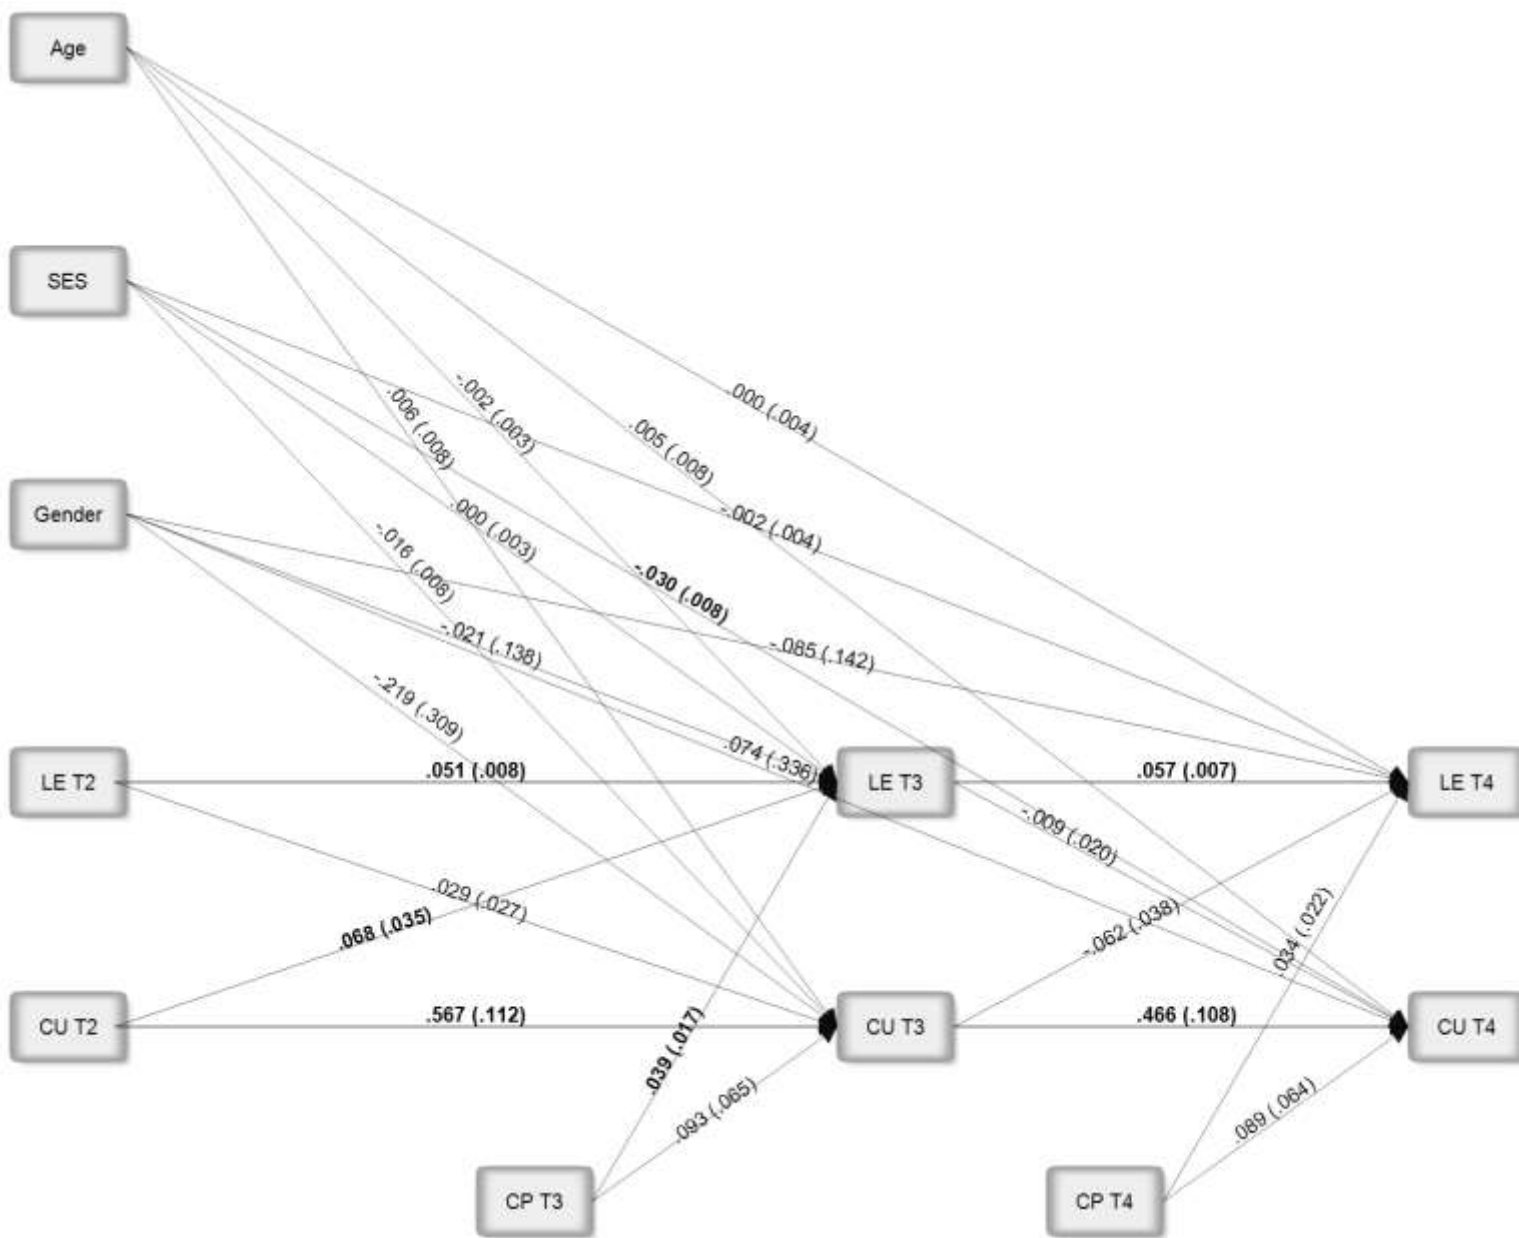 Age
SES
Gender
.000 (.004)
-.002 (.003)
.006 (.008)
.005 (.008)
-.002 (.004)
.000 (.003)
-.016 (.008)
-.030 (.008)
-.021 (.138)
-.085 (.142)
-.219 (.309)
.074 (.336)
LE T2
.051 (.008)
LE T3
.057 (.007)
LE T4
-.009 (.020)
.029 (.027)
.068 (.035)
-.062 (.038)
.034 (.022)
CU T2
.567 (.112)
CU T3
.466 (.108)
CU T4
.039 (.017)
.093 (.065)
.089 (.064)
CP T3
CP T4